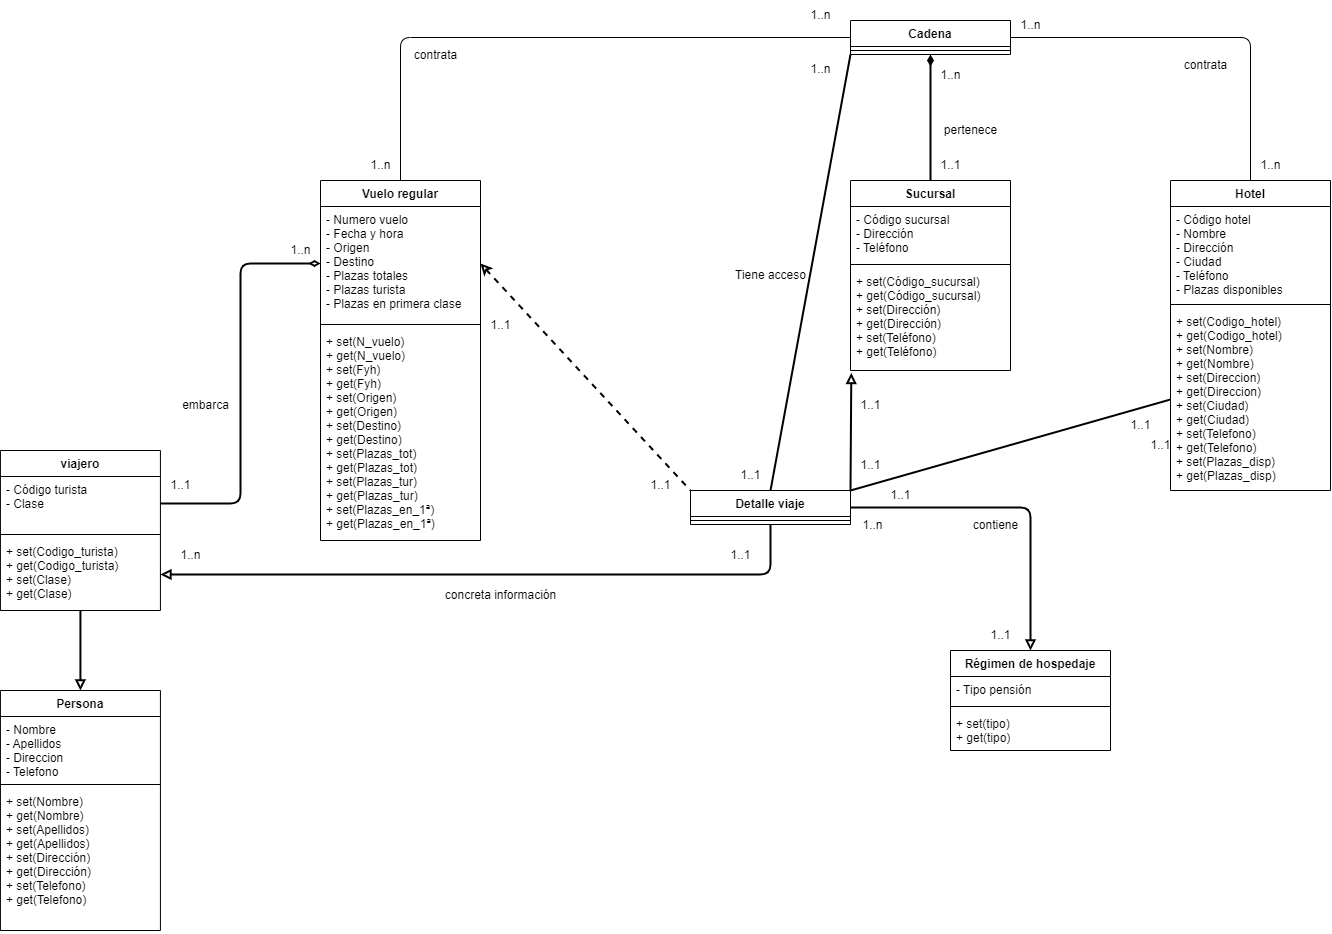 1..n
Cadena
1..n
contrata
1..n
1..n
contrata
pertenece
1..n
1..1
1..n
Vuelo regular
- Numero vuelo
- Fecha y hora
- Origen
- Destino
- Plazas totales
- Plazas turista
- Plazas en primera clase
+ set(N_vuelo)
+ get(N_vuelo)
+ set(Fyh)
+ get(Fyh)
+ set(Origen)
+ get(Origen)
+ set(Destino)
+ get(Destino)
+ set(Plazas_tot)
+ get(Plazas_tot)
+ set(Plazas_tur)
+ get(Plazas_tur)
+ set(Plazas_en_1ª)
+ get(Plazas_en_1ª)
Sucursal
- Código sucursal
- Dirección
- Teléfono
+ set(Código_sucursal)
+ get(Código_sucursal)
+ set(Dirección)
+ get(Dirección)
+ set(Teléfono)
+ get(Teléfono)
Hotel
- Código hotel
- Nombre
- Dirección
- Ciudad
- Teléfono
- Plazas disponibles
+ set(Codigo_hotel)
+ get(Codigo_hotel)
+ set(Nombre)
+ get(Nombre)
+ set(Direccion)
+ get(Direccion)
+ set(Ciudad)
+ get(Ciudad)
+ set(Telefono)
+ get(Telefono)
+ set(Plazas_disp)
+ get(Plazas_disp)
1..n
Tiene acceso
1..1
embarca
1..1
1..1
1..1
viajero
- Código turista
- Clase
+ set(Codigo_turista)
+ get(Codigo_turista)
+ set(Clase)
+ get(Clase)
1..1
1..1
1..1
1..1
1..1
Detalle viaje
1..n
contiene
1..n
1..1
concreta información
1..1
Régimen de hospedaje
- Tipo pensión
+ set(tipo)
+ get(tipo)
Persona
- Nombre
- Apellidos
- Direccion
- Telefono
+ set(Nombre)
+ get(Nombre)
+ set(Apellidos)
+ get(Apellidos)
+ set(Dirección)
+ get(Dirección)
+ set(Telefono)
+ get(Telefono)